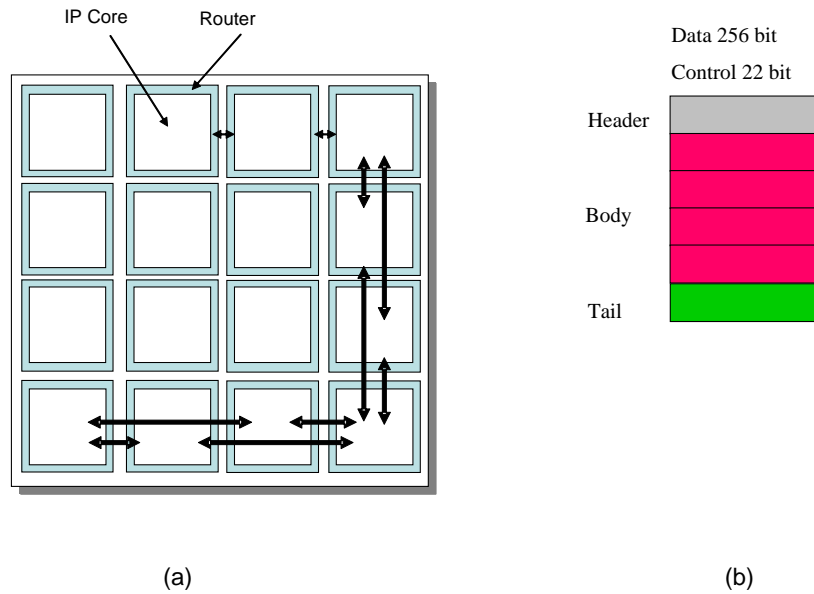 IP Core
Router
(a)
Data 256 bit
Control 22 bit
Header
Body
Tail
(b)